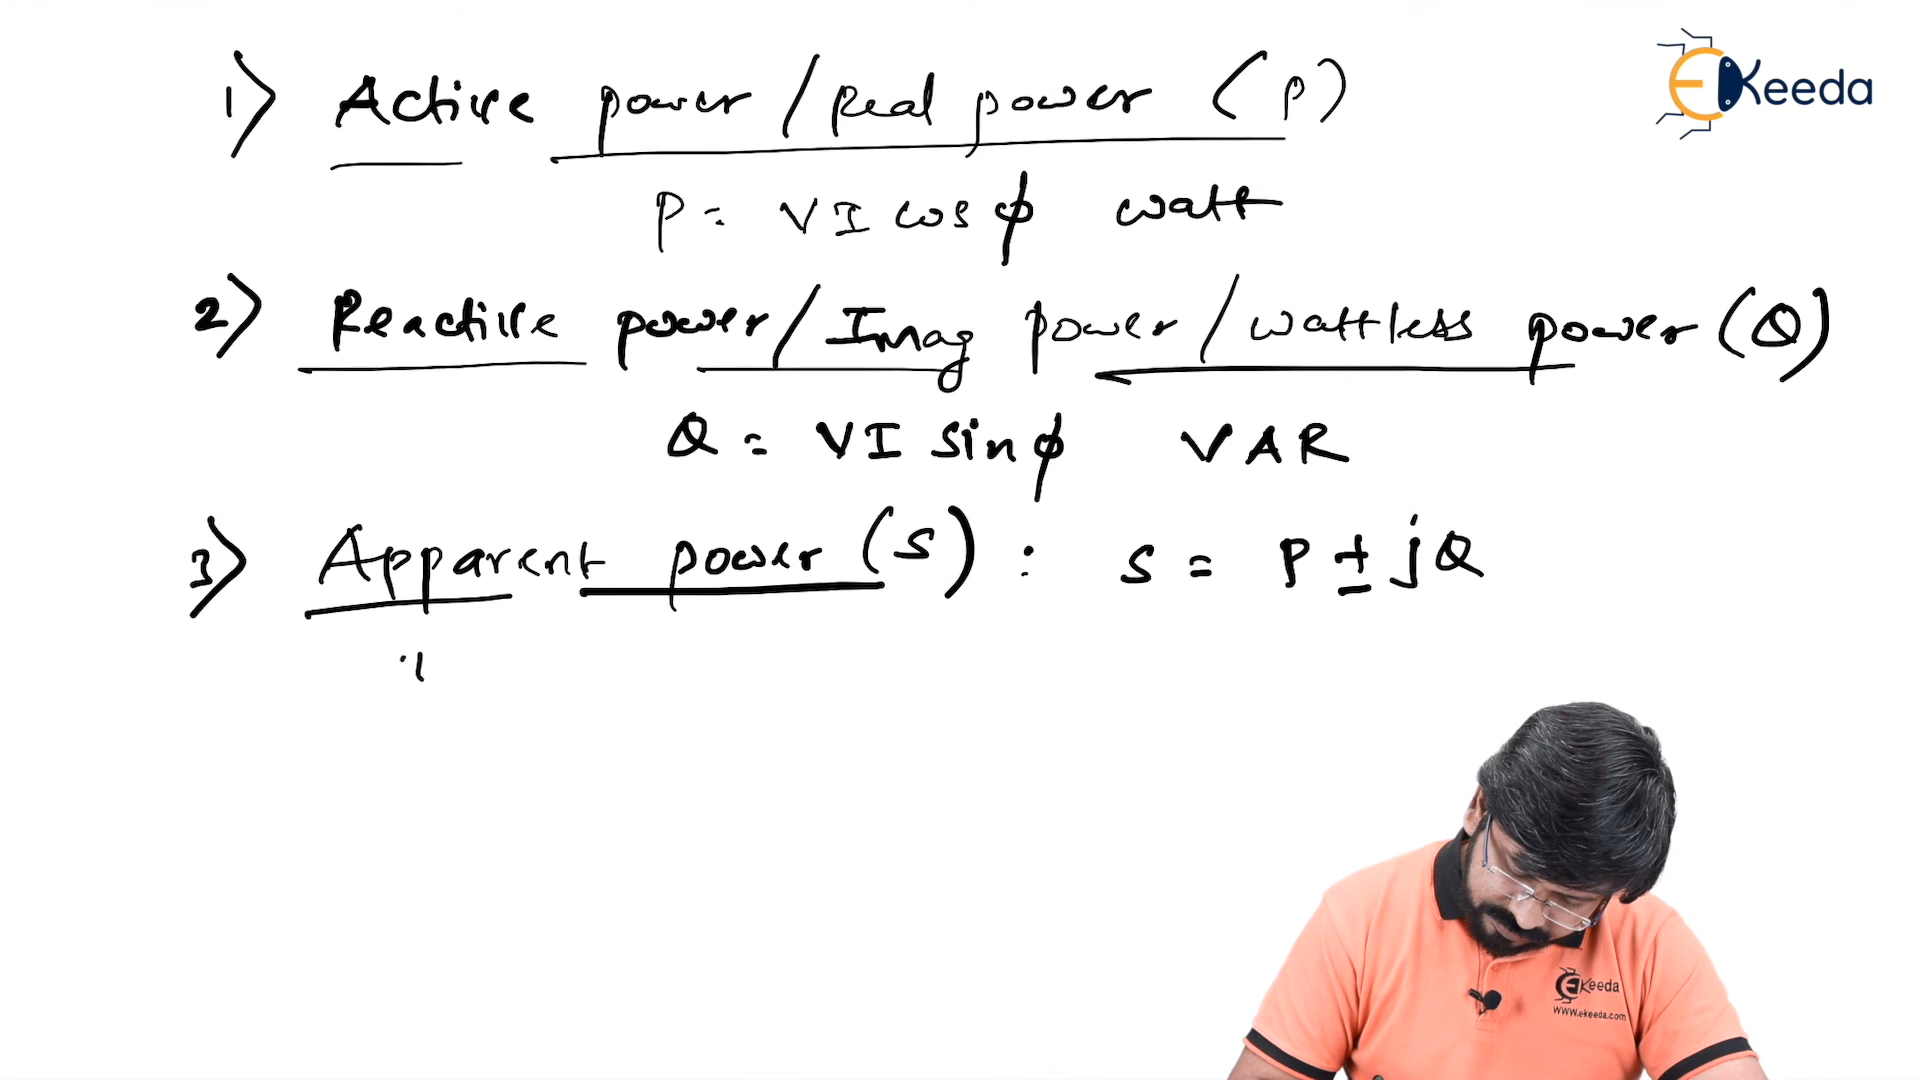 1) Active power / Real power (P)
EKeeda
P = VI cos ϕ watt
2) Reactive power / Imag power / wattless power (Q)
Q = VI sin ϕ VAR
3) Apparent power (S) : S = P ± jQ
EKeeda
www.ekeeda.com